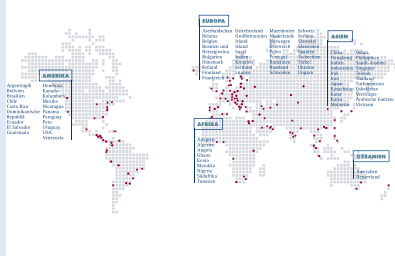 EUROPA
Aserbaidschan
Belarus
Belgien
Bosnien und
Herzegowina
Bulgarien
Dänemark
Estland
Finnland
Frankreich
Griechenland
Großbritannien
Irland
Island
Israel
Italien
Kroatien
Lettland
Mazedonien
Niederlande
Norwegen
Österreich
Polen
Portugal
Rumänien
Russland
Schweden
Schweiz
Serbien
Slowakei
Slowenien
Spanien
Tschechien
Türkei
Ukraine
Ungarn
ASIEN
China
Hongkong
Indien
Indonesien
Irak
Iran
Japan
Kasachstan
Katar
Korea
Malaysia
Oman
Philippinen
Saudi-Arabien
Singapur
Taiwan
Thailand
Turkmenistan
Usbekistan
Vereinigte
Arabische Emirate
Vietnam
AMERIKA
Argentinien
Bolivien
Brasilien
Chile
Costa Rica
Dominikanische
Republik
Ecuador
El Salvador
Guatemala
Honduras
Kanada
Kolumbien
Mexiko
Nicaragua
Panama
Paraguay
Peru
Uruguay
USA
Venezuela
AFRIKA
Ägypten
Algerien
Angola
Ghana
Kenia
Marokko
Nigeria
Südafrika
Tunesien
OZEANIEN
Australien
Neuseeland